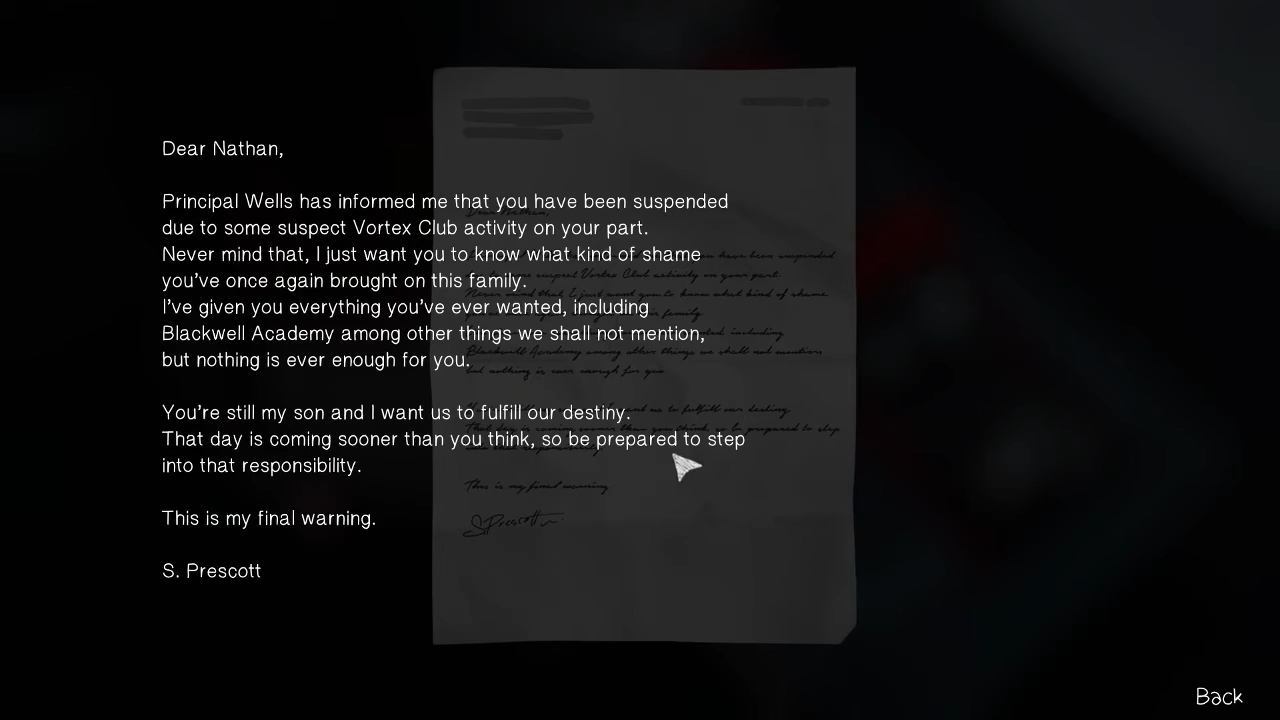 Dear Nathan,
Principal Wells has informed me that you have been suspended
due to some suspect Vortex Club activity on your part.
Never mind that, I just want you to know what kind of shame
you've once again brought on this family.
I've given you everything you've ever wanted, including
Blackwell Academy among other things we shall not mention,
but nothing is ever enough for you.
You're still my son and I want us to fulfill our destiny.
That day is coming sooner than you think, so be prepared to step
into that responsibility.
This is my final warning.
S. Prescott
Back